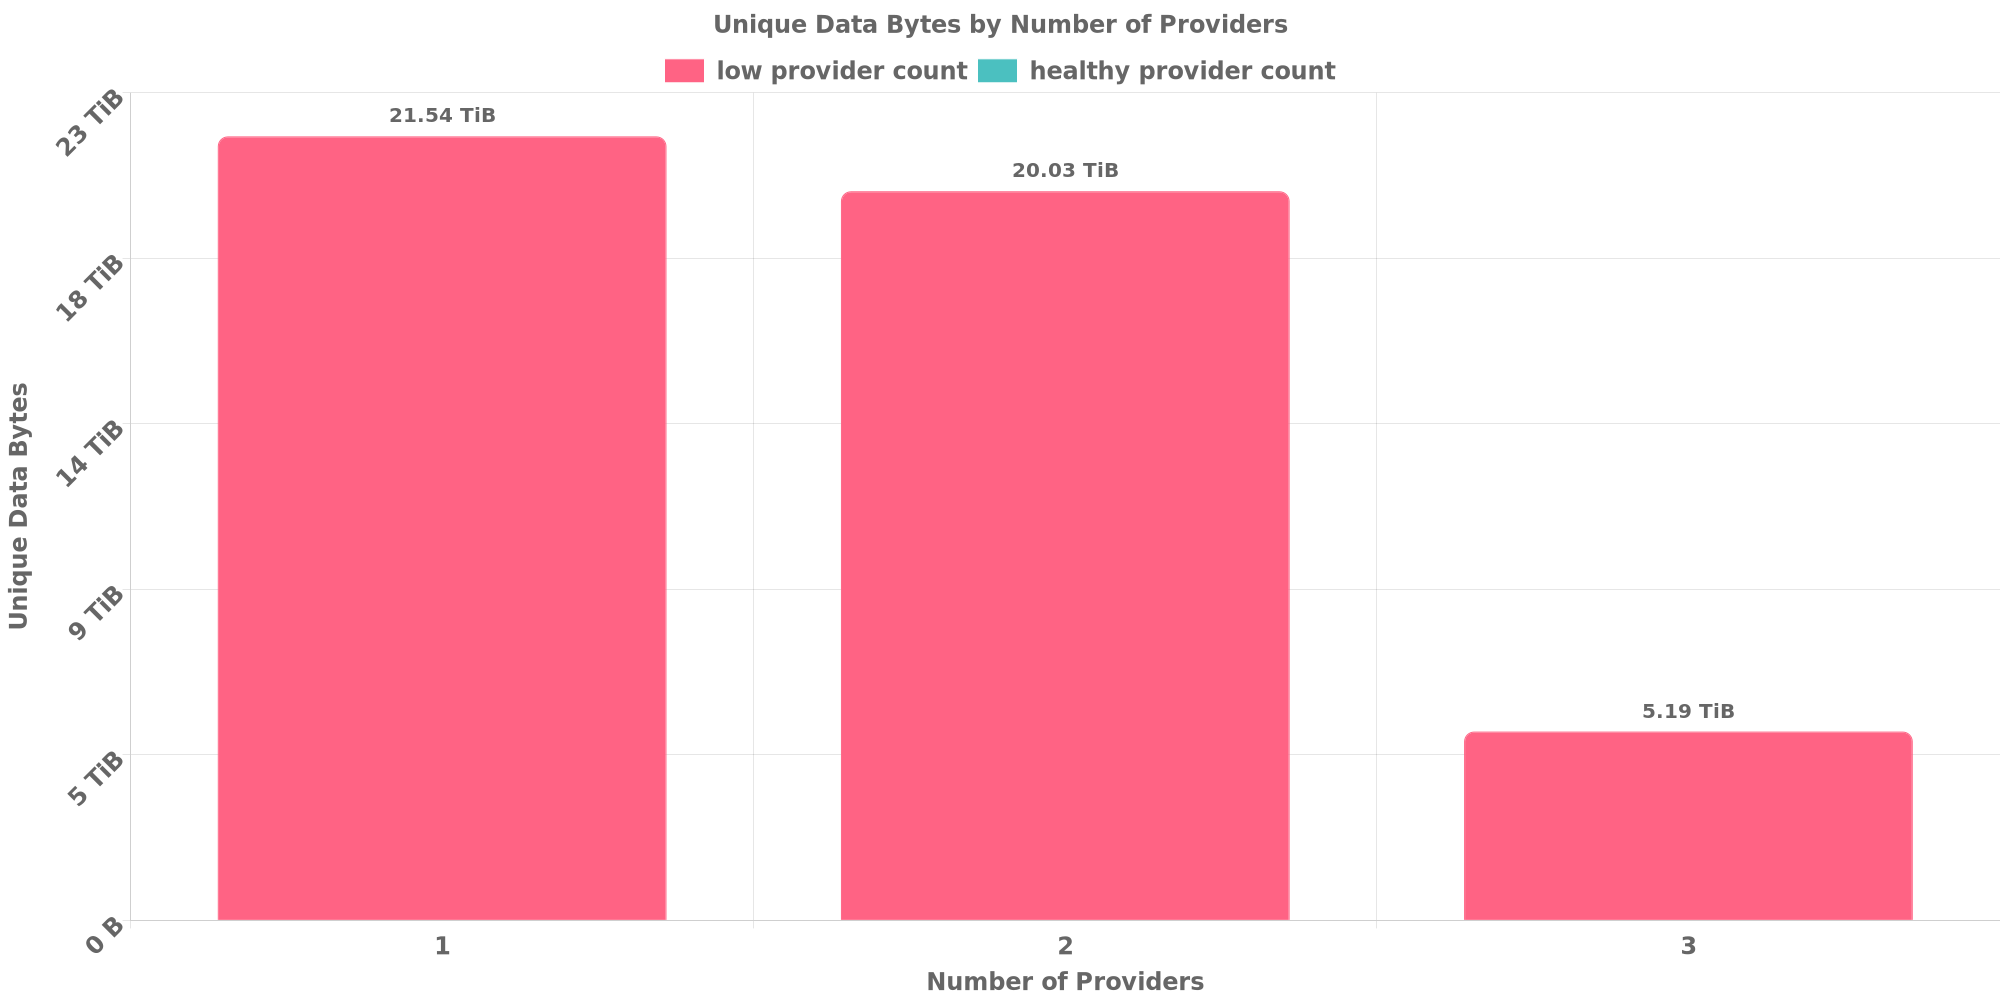 Unique Data Bytes by Number of Providers
low provider count healthy provider count
23 TiB
18 TiB
14 TiB
9 TiB
5 TiB
0 B
Unique Data Bytes
21.54 TiB
20.03 TiB
5.19 TiB
1 2 3
Number of Providers